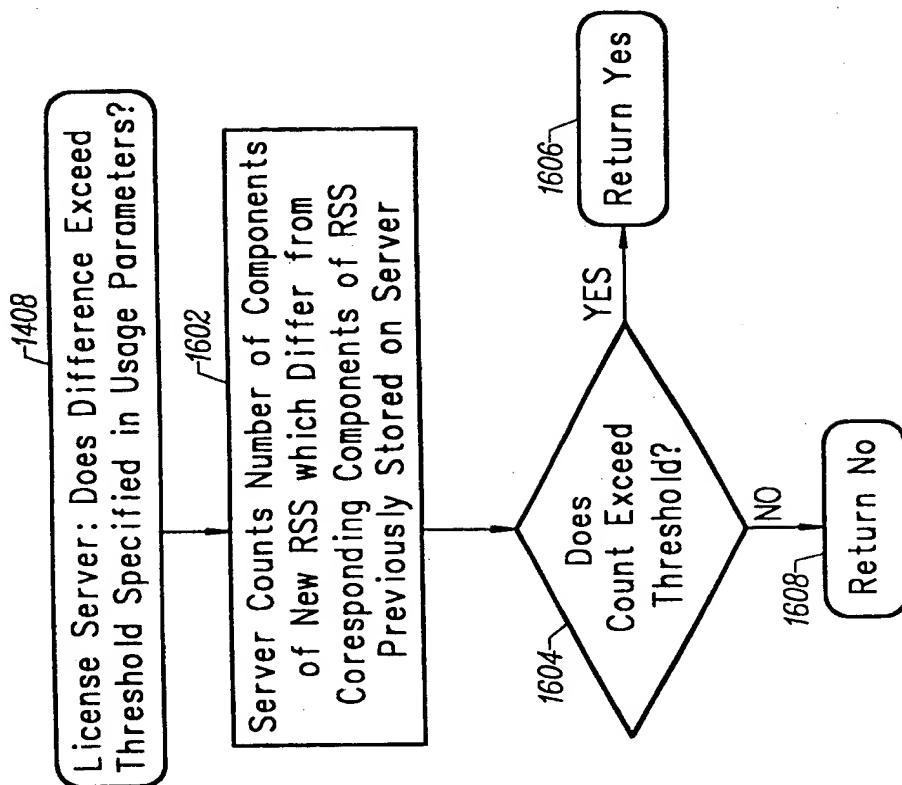 1408
License Server: Does Difference Exceed
Threshold Specified in Usage Parameters?
1602
Server Counts Number of Components
of New RSS which Differ from
Coresponding Components of RSS
Previously Stored on Server
1604
Does
Count Exceed
Threshold?
YES
1606
Return Yes
NO
1608
Return No